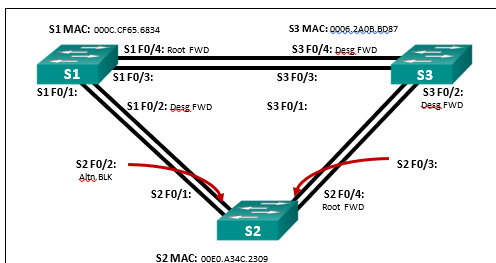 S1 MAC: 000C.CF65.6834
S3 MAC: 0006.2A0B.BD87
S1 F0/4: Root FWD
S3 F0/4: Desg FWD
S1
S1 F0/3:
S3 F0/3:
S3
S1 F0/1:
S1 F0/2: Desg FWD
S3 F0/1:
S3 F0/2:
Desg FWD
S2 F0/2:
Altn BLK
S2 F0/3:
S2 F0/1:
S2 F0/4:
Root FWD
S2
S2 MAC: 00E0.A34C.2309